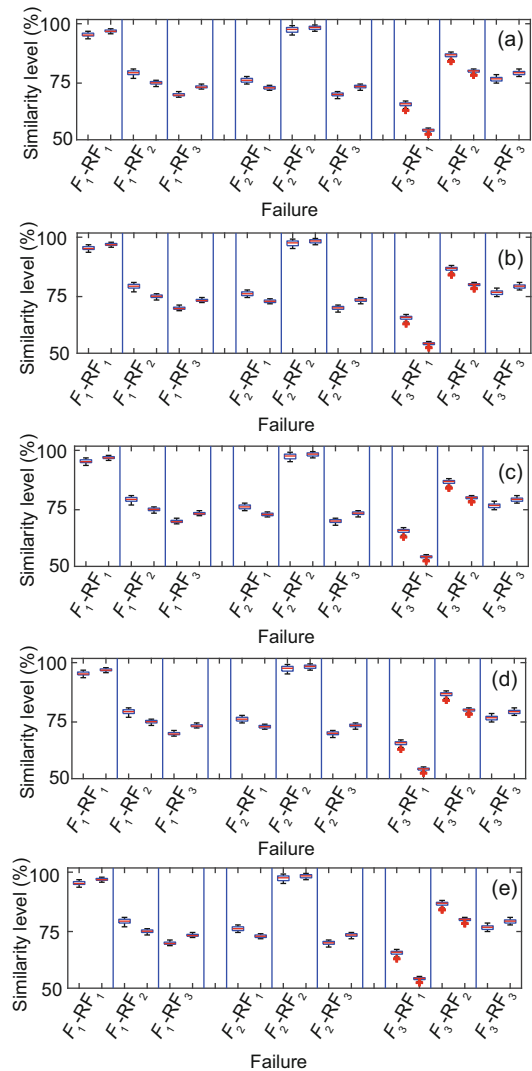 Similarity level (%)
100
75
50
(a)
F1-RF1 F1-RF2 F1-RF3 F2-RF1 F2-RF2 F2-RF3 F3-RF1 F3-RF2 F3-RF3
Failure
Similarity level (%)
100
75
50
(b)
F1-RF1 F1-RF2 F1-RF3 F2-RF1 F2-RF2 F2-RF3 F3-RF1 F3-RF2 F3-RF3
Failure
Similarity level (%)
100
75
50
(c)
F1-RF1 F1-RF2 F1-RF3 F2-RF1 F2-RF2 F2-RF3 F3-RF1 F3-RF2 F3-RF3
Failure
Similarity level (%)
100
75
50
(d)
F1-RF1 F1-RF2 F1-RF3 F2-RF1 F2-RF2 F2-RF3 F3-RF1 F3-RF2 F3-RF3
Failure
Similarity level (%)
100
75
50
(e)
F1-RF1 F1-RF2 F1-RF3 F2-RF1 F2-RF2 F2-RF3 F3-RF1 F3-RF2 F3-RF3
Failure